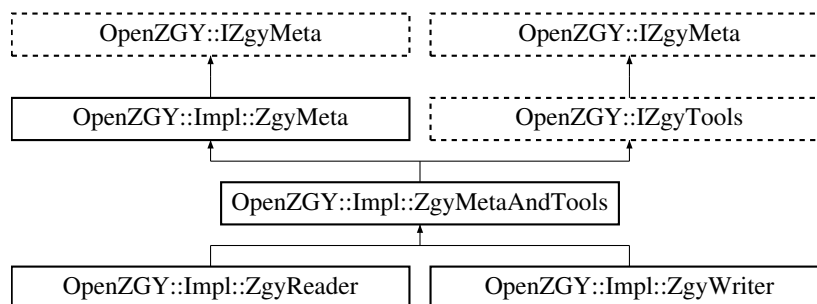 OpenZGY::IZgyMeta
OpenZGY::IZgyMeta
OpenZGY::Impl::ZgyMeta
OpenZGY::IZgyTools
OpenZGY::Impl::ZgyMetaAndTools
OpenZGY::Impl::ZgyReader
OpenZGY::Impl::ZgyWriter